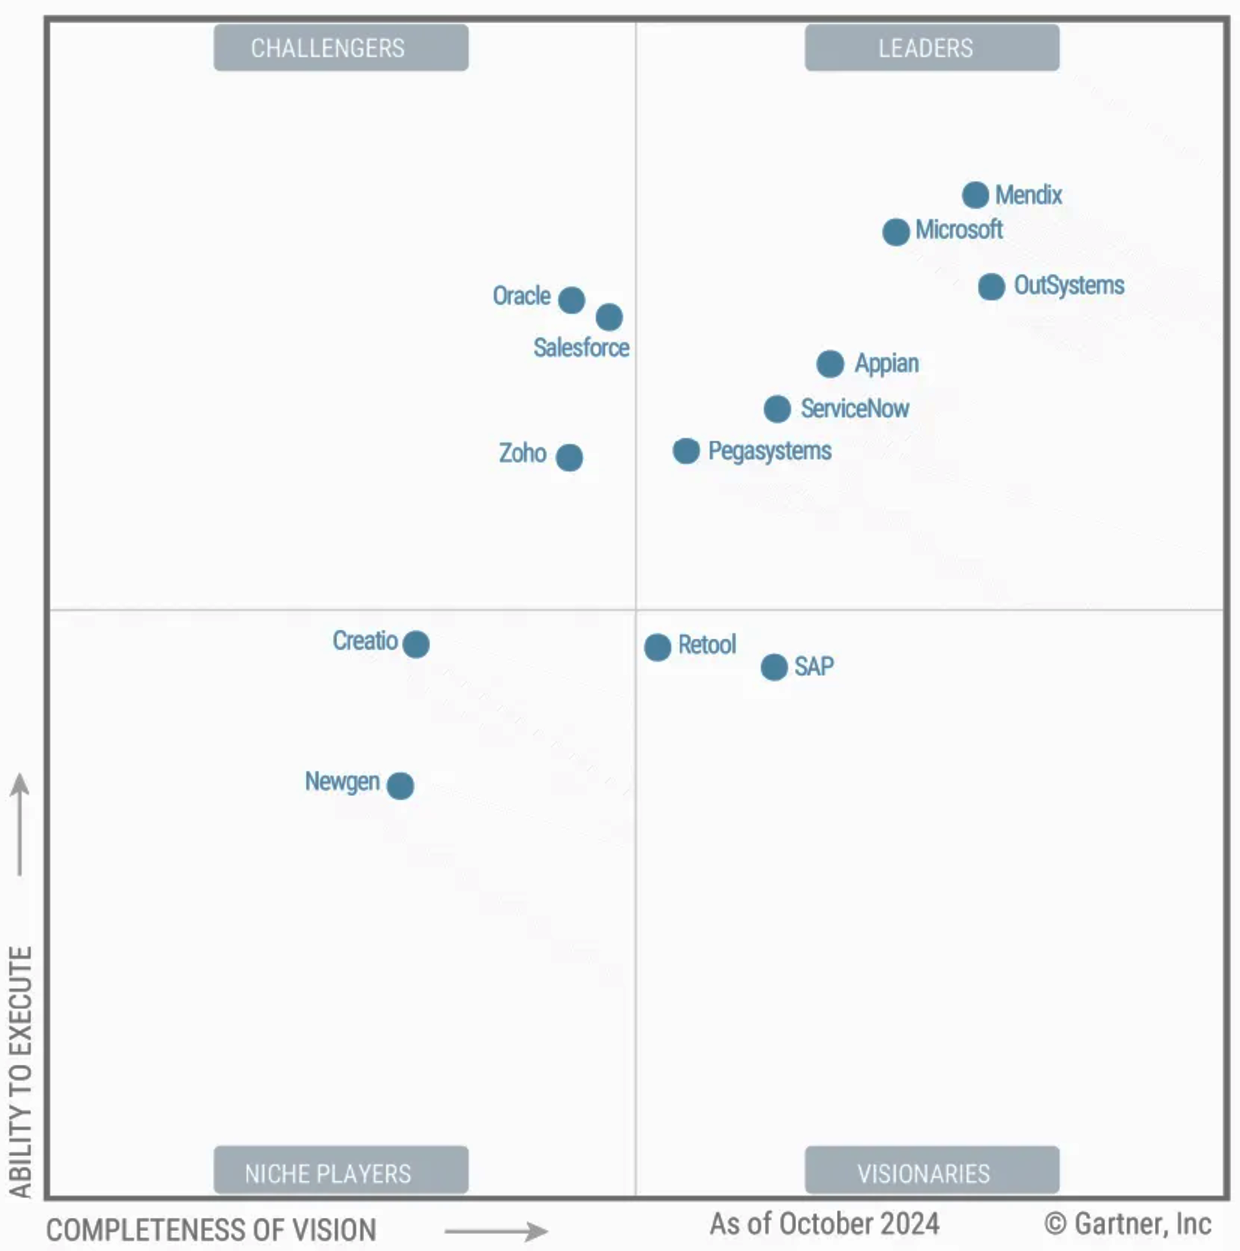 CHALLENGERS
LEADERS
Mendix
Microsoft
OutSystems
Oracle
Salesforce
Appian
ServiceNow
Zoho
Pegasystems
Creatio
Retool
SAP
Newgen
ABILITY TO EXECUTE
NICHE PLAYERS
VISIONARIES
COMPLETENESS OF VISION
As of October 2024
© Gartner, Inc